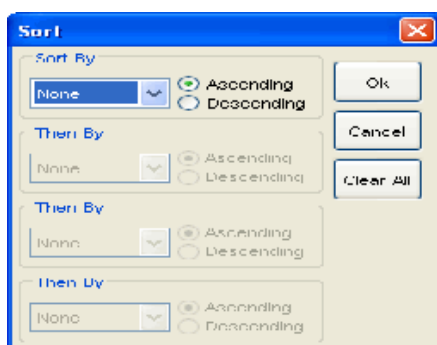 Sort
Sort By
None
Ascending
Descending
Ok
Cancel
Clear All
Then By
None
Ascending
Descending
Then By
None
Ascending
Descending
Then By
None
Ascending
Descending